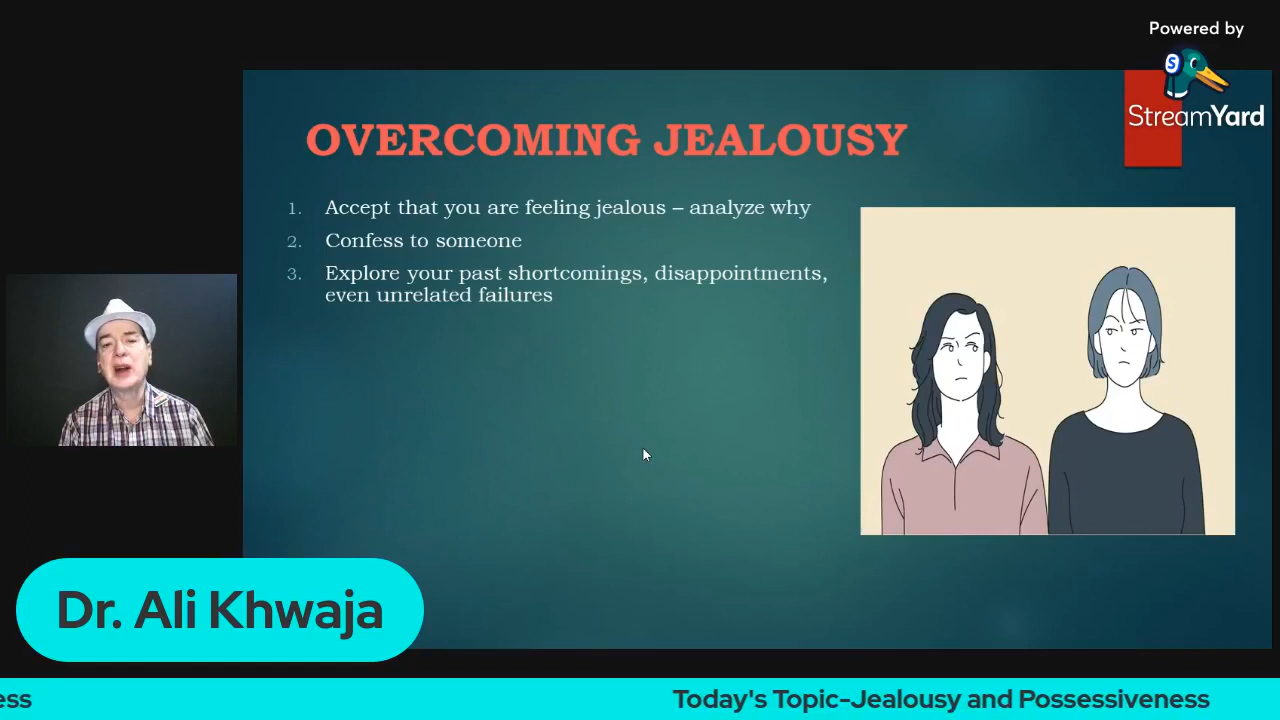 Powered by
S
StreamYard
OVERCOMING JEALOUSY
1. Accept that you are feeling jealous – analyze why
2. Confess to someone
3. Explore your past shortcomings, disappointments,
even unrelated failures
Dr. Ali Khwaja
ess
Today's Topic-Jealousy and Possessiveness